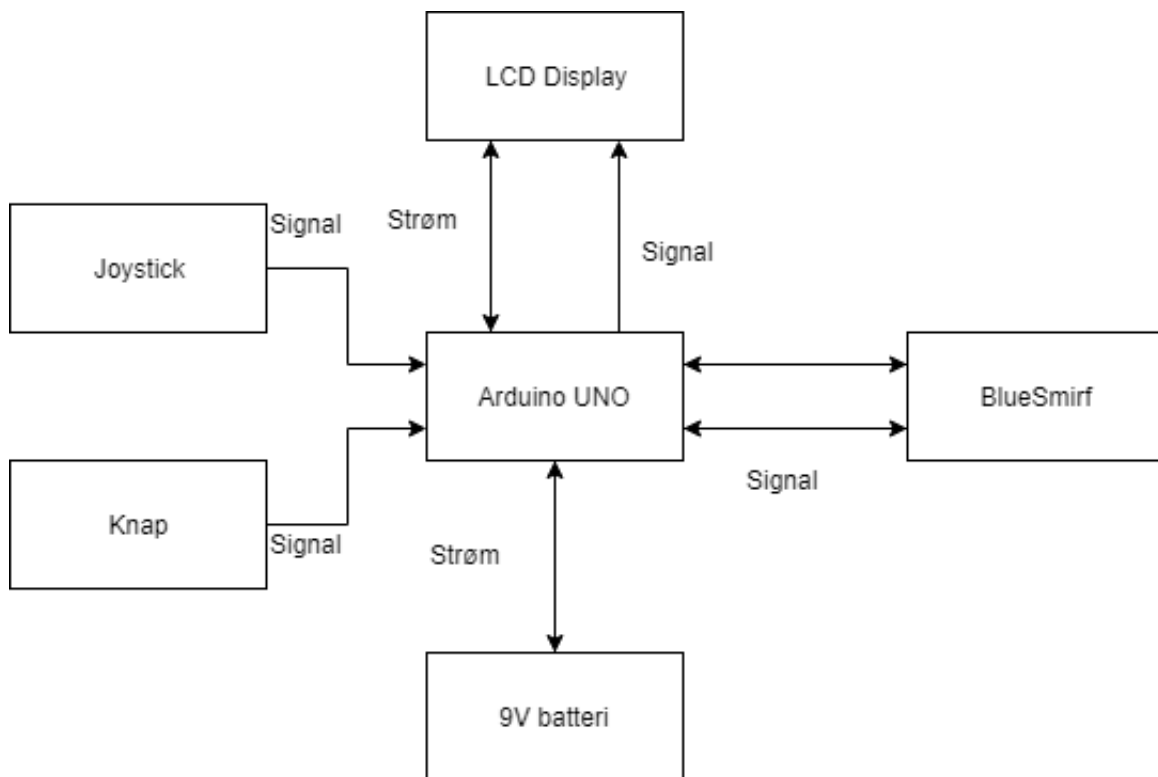 LCD Display
Signal
Strøm
Joystick
Signal
Arduino UNO
BlueSmirf
Signal
Knap
Signal
Strøm
9V batteri